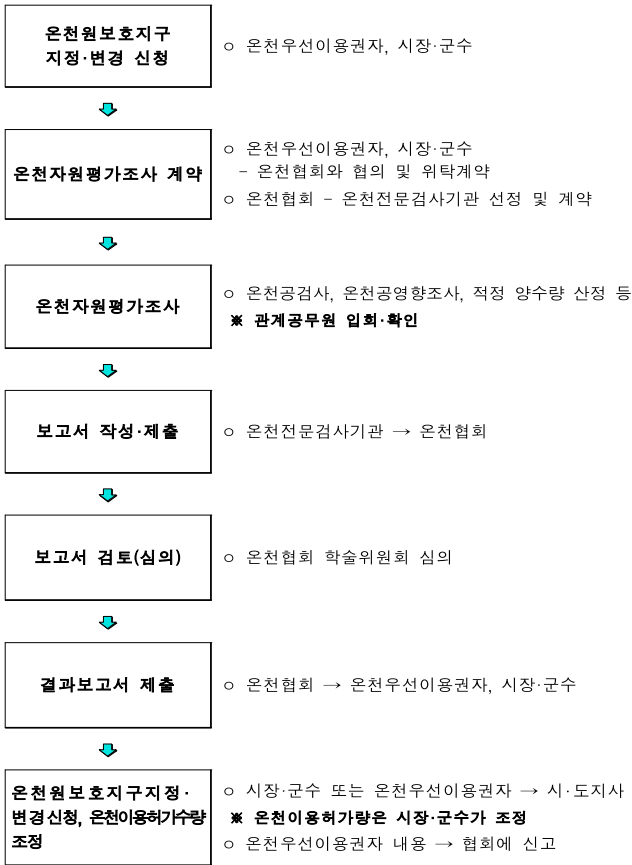 온천원보호지구
지정·변경 신청
ㅇ 온천우선이용권자, 시장·군수
온천자원평가조사 계약
ㅇ 온천우선이용권자, 시장·군수
- 온천협회와 협의 및 위탁계약
ㅇ 온천협회 - 온천전문검사기관 선정 및 계약
온천자원평가조사
ㅇ 온천공검사, 온천공영향조사, 적정 양수량 산정 등
※ 관계공무원 입회·확인
보고서 작성·제출
ㅇ 온천전문검사기관 → 온천협회
보고서 검토(심의)
ㅇ 온천협회 학술위원회 심의
결과보고서 제출
ㅇ 온천협회 → 온천우선이용권자, 시장·군수
온천원보호지구지정·
변경신청, 온천이용허가수량
조정
ㅇ 시장·군수 또는 온천우선이용권자 → 시·도지사
※ 온천이용허가량은 시장·군수가 조정
ㅇ 온천우선이용권자 내용 → 협회에 신고